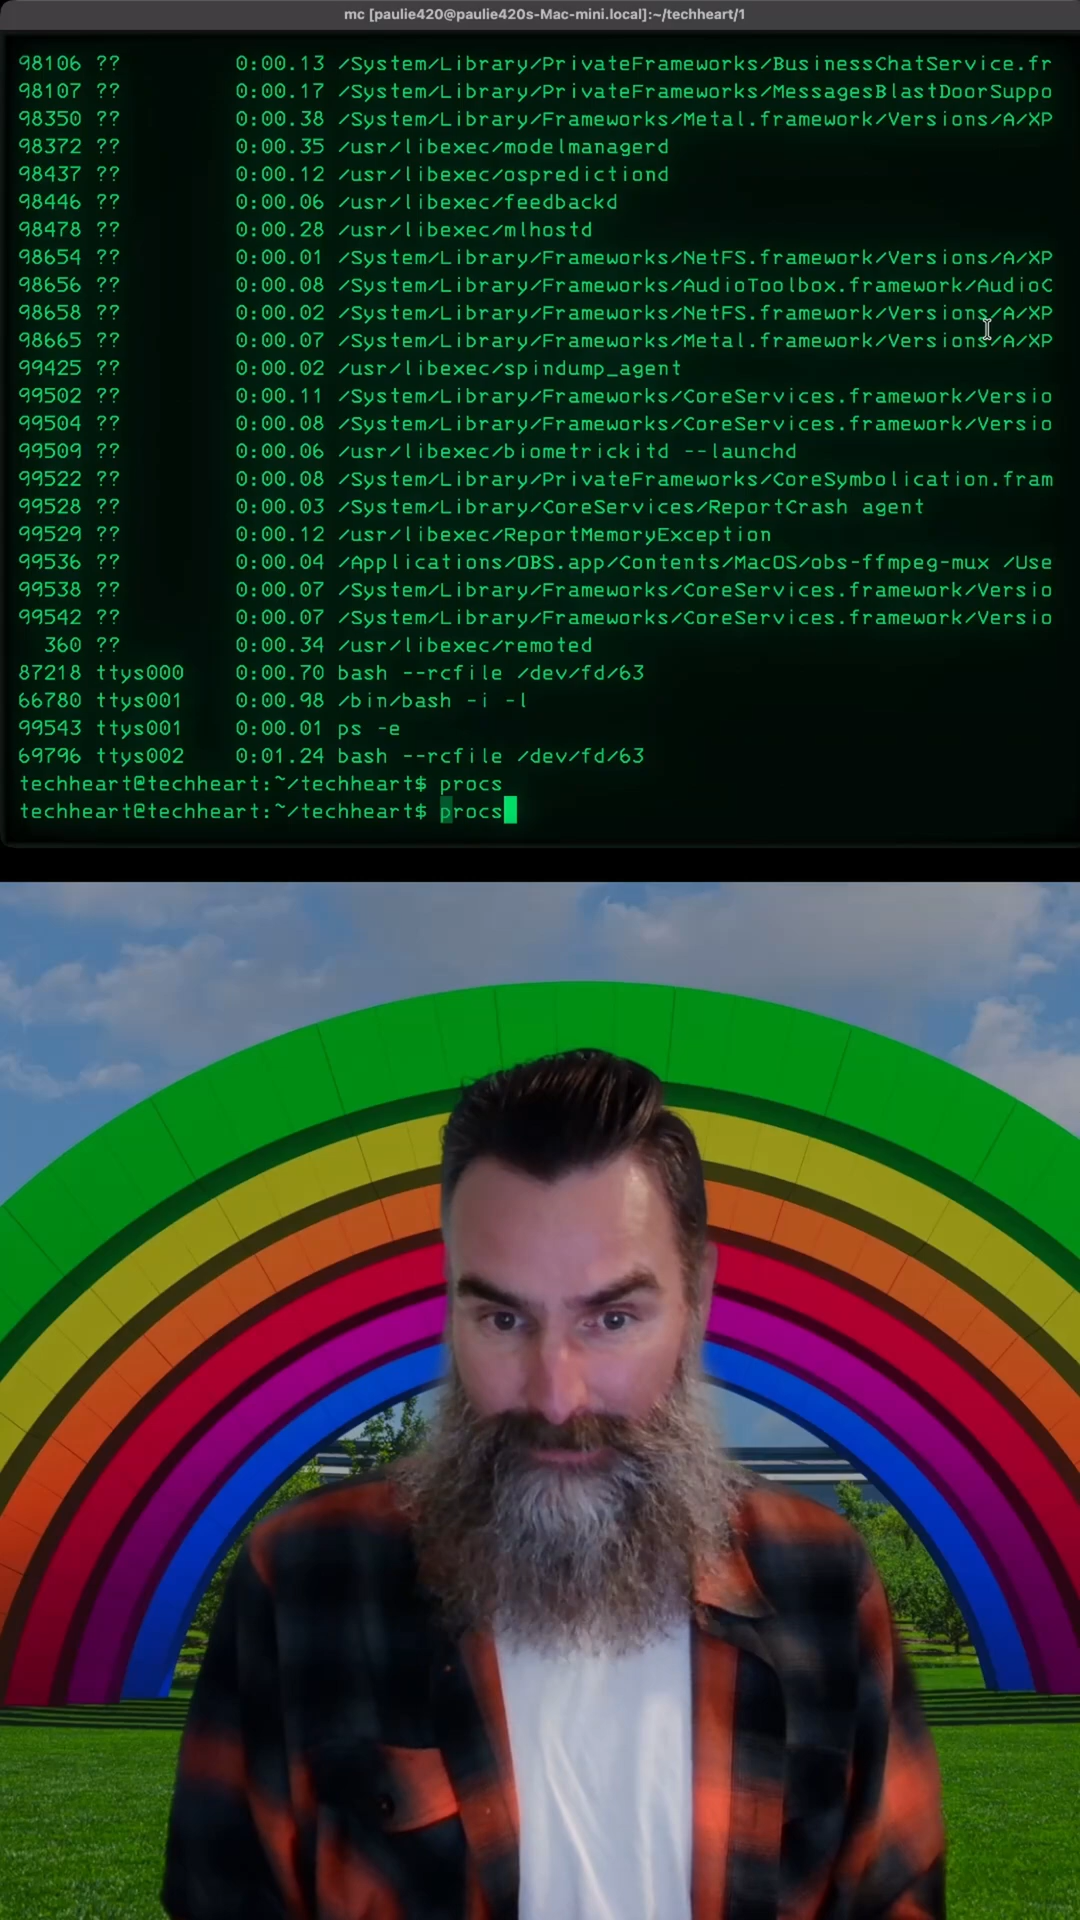 mc [paulie420@paulie420s-Mac-mini.local]:~/techheart/1
98106 ?? 0:00.13 /System/Library/PrivateFrameworks/BusinessChatService.fr
98107 ?? 0:00.17 /System/Library/PrivateFrameworks/MessagesBlastDoorSuppo
98350 ?? 0:00.38 /System/Library/Frameworks/Metal.framework/Versions/A/XP
98372 ?? 0:00.35 /usr/libexec/modelmanagerd
98437 ?? 0:00.12 /usr/libexec/ospredictiond
98446 ?? 0:00.06 /usr/libexec/feedbackd
98478 ?? 0:00.28 /usr/libexec/mlhostd
98654 ?? 0:00.01 /System/Library/Frameworks/NetFS.framework/Versions/A/XP
98656 ?? 0:00.08 /System/Library/Frameworks/AudioToolbox.framework/AudioC
98658 ?? 0:00.02 /System/Library/Frameworks/NetFS.framework/Versions/A/XP
98665 ?? 0:00.07 /System/Library/Frameworks/Metal.framework/Versions/A/XP
99425 ?? 0:00.02 /usr/libexec/spindump_agent
99502 ?? 0:00.11 /System/Library/Frameworks/CoreServices.framework/Versio
99504 ?? 0:00.08 /System/Library/Frameworks/CoreServices.framework/Versio
99509 ?? 0:00.06 /usr/libexec/biometrickitd --launchd
99522 ?? 0:00.08 /System/Library/PrivateFrameworks/CoreSymbolication.fram
99528 ?? 0:00.03 /System/Library/CoreServices/ReportCrash agent
99529 ?? 0:00.12 /usr/libexec/ReportMemoryException
99536 ?? 0:00.04 /Applications/OBS.app/Contents/MacOS/obs-ffmpeg-mux /Use
99538 ?? 0:00.07 /System/Library/Frameworks/CoreServices.framework/Versio
99542 ?? 0:00.07 /System/Library/Frameworks/CoreServices.framework/Versio
360 ?? 0:00.34 /usr/libexec/remoted
87218 ttys000 0:00.70 bash --rcfile /dev/fd/63
66780 ttys001 0:00.98 /bin/bash -i -l
99543 ttys001 0:00.01 ps -e
69796 ttys002 0:01.24 bash --rcfile /dev/fd/63
techheart@techheart:~/techheart$ procs
techheart@techheart:~/techheart$ procs